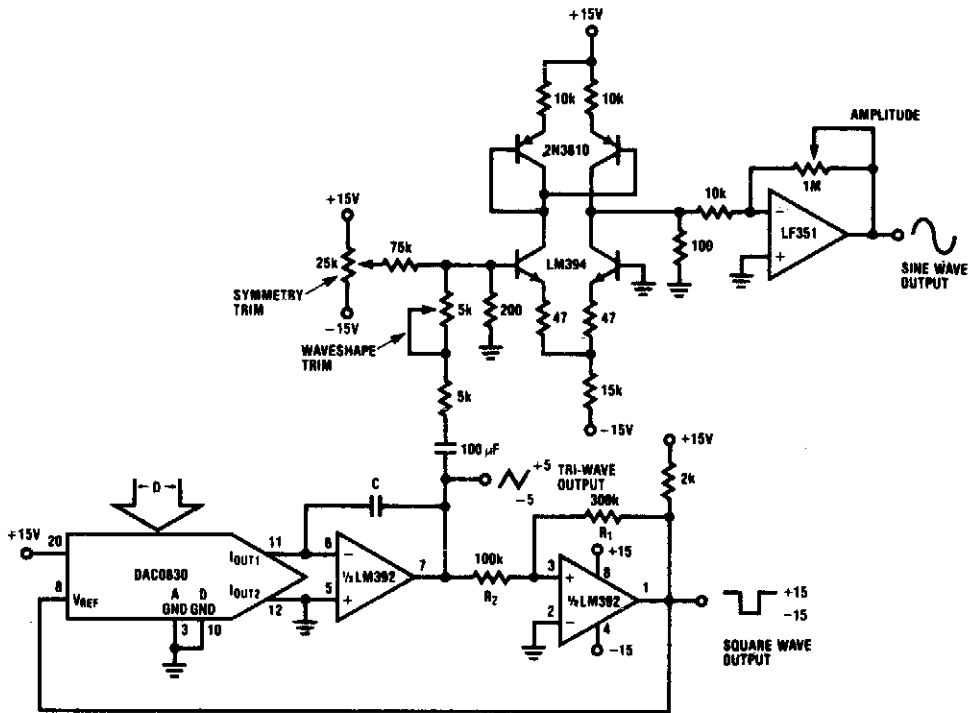 +15V
10k
10k
2N3810
AMPLITUDE
1M
10k
LF351
−
+
100
SINE WAVE
OUTPUT
+15V
25k
75k
SYMMETRY
TRIM
−15V
LM394
5k
200
47
47
WAVESHAPE
TRIM
5k
15k
−15V
100 µF
+15V
2k
TRI-WAVE
OUTPUT
+5
−5
300k
R1
←D→
C
+15V
20
8
VREF
DAC0830
A
GND
D
GND
3
10
IOUT1
11
IOUT2
12
6
−
5
+
½LM392
7
100k
R2
3
+
2
−
½LM392
+15
8
4
−15
1
+15
−15
SQUARE WAVE
OUTPUT